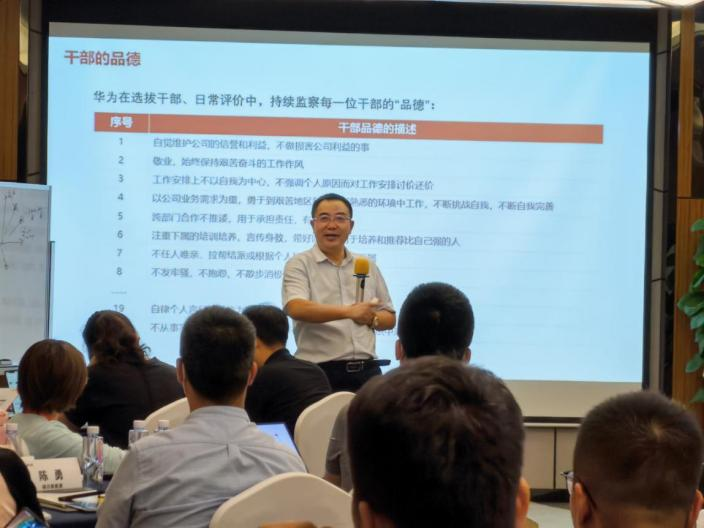 干部的品德
华为在选拔干部、日常评价中，持续监察每一位干部的“品德”：
序号 干部品德的描述
1 自觉维护公司的信誉和利益，不做损害公司利益的事
2 敬业，始终保持艰苦奋斗的工作作风
3 工作安排上不以自我为中心，不强调个人原因而对工作安排讨价还价
4 以公司业务需求为重，勇于到艰苦地区 熟悉的环境中工作，不断挑战自我，不断自我完善
5 跨部门合作不推诿，用于承担责任，有
6 注重下属的培训培养，言传身教，带好 于培养和推荐比自己强的人
7 不任人唯亲、拉帮结派或根据个人 属
8 不发牢骚，不抱怨，不散步消极
......
19 自律个人
不从事
陈 勇